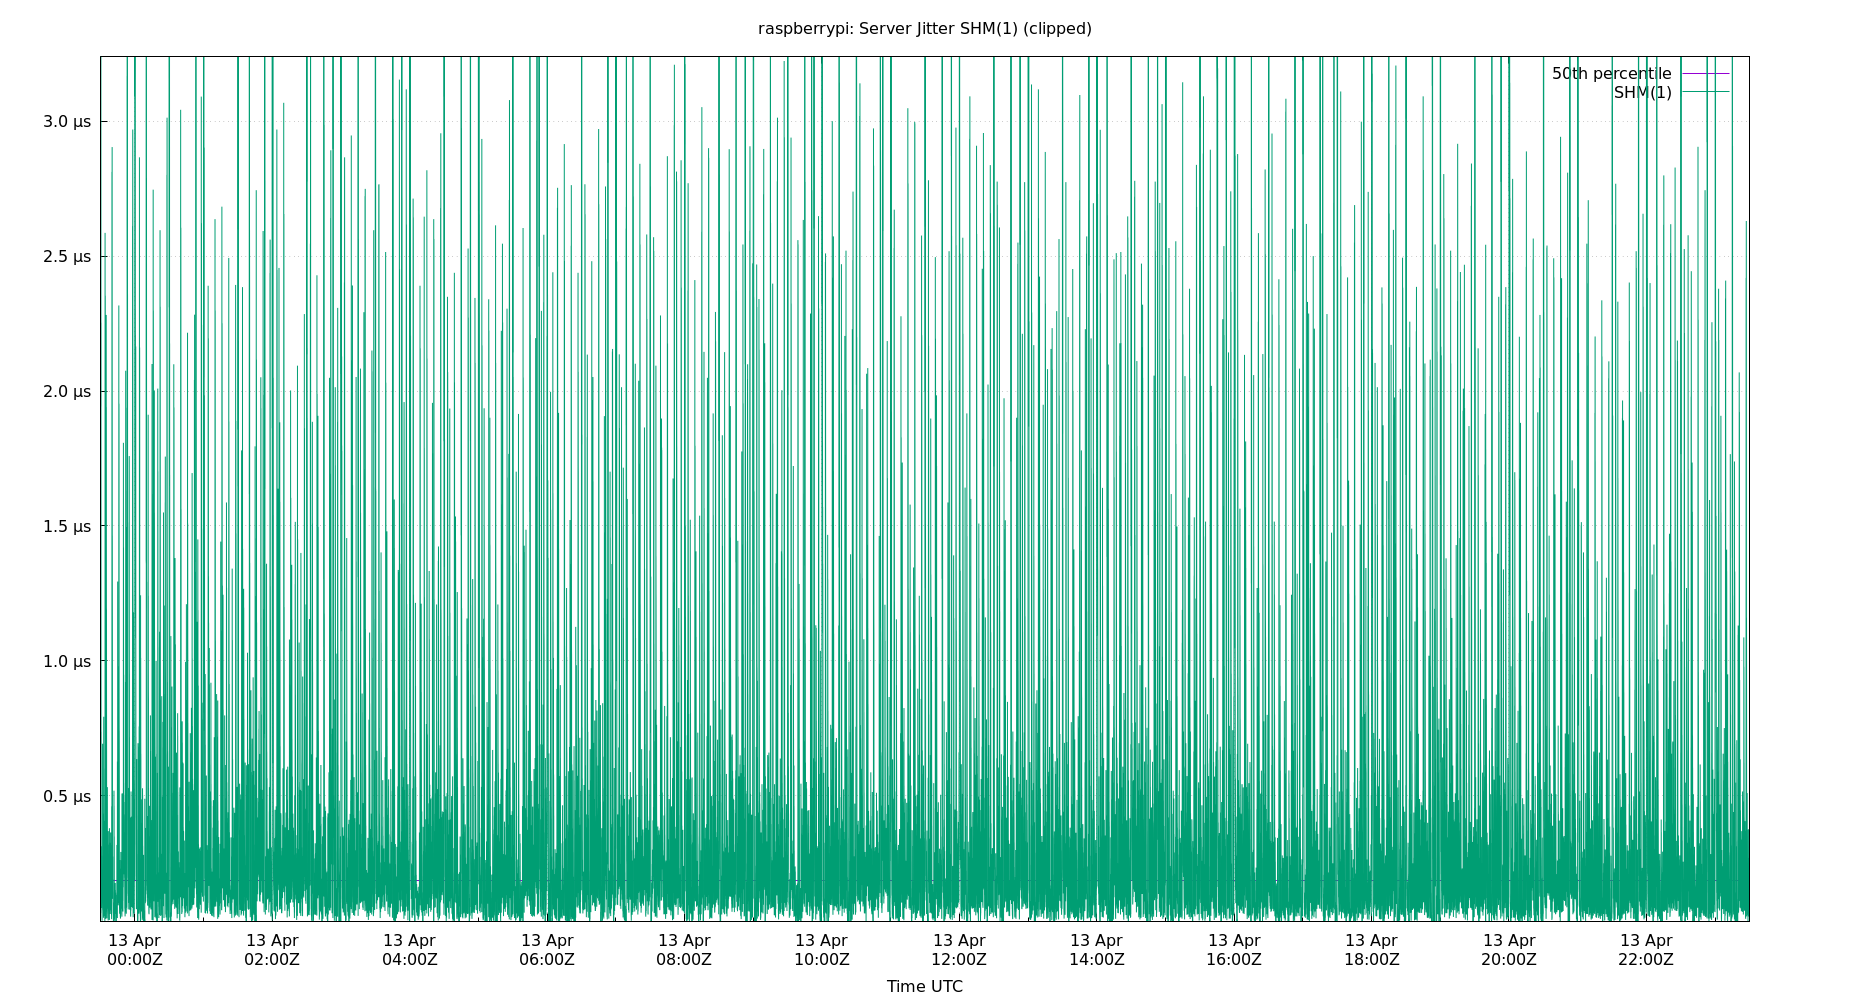 raspberrypi: Server Jitter SHM(1) (clipped)
50th percentile
SHM(1)
3.0 µs
2.5 µs
2.0 µs
1.5 µs
1.0 µs
0.5 µs
13 Apr 13 Apr 13 Apr 13 Apr 13 Apr 13 Apr 13 Apr 13 Apr 13 Apr 13 Apr 13 Apr 13 Apr
00:00Z 02:00Z 04:00Z 06:00Z 08:00Z 10:00Z 12:00Z 14:00Z 16:00Z 18:00Z 20:00Z 22:00Z
Time UTC